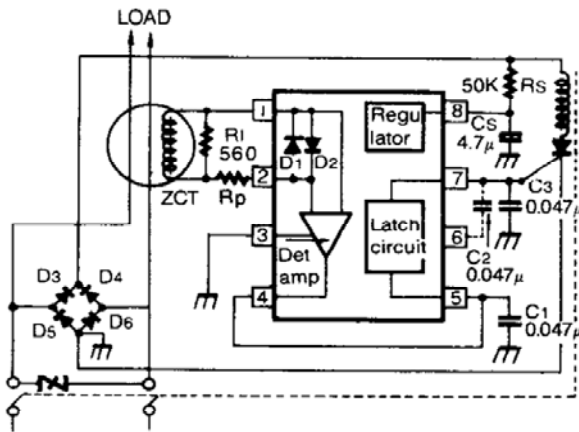 LOAD
50K
RS
1
8
Regu
lator
CS
4.7μ
Rl
560
D1
D2
ZCT
Rp
2
7
C3
0.047μ
3
Det
amp
Latch
circuit
6
C2
0.047μ
D3
D4
4
5
C1
0.047μ
D5
D6